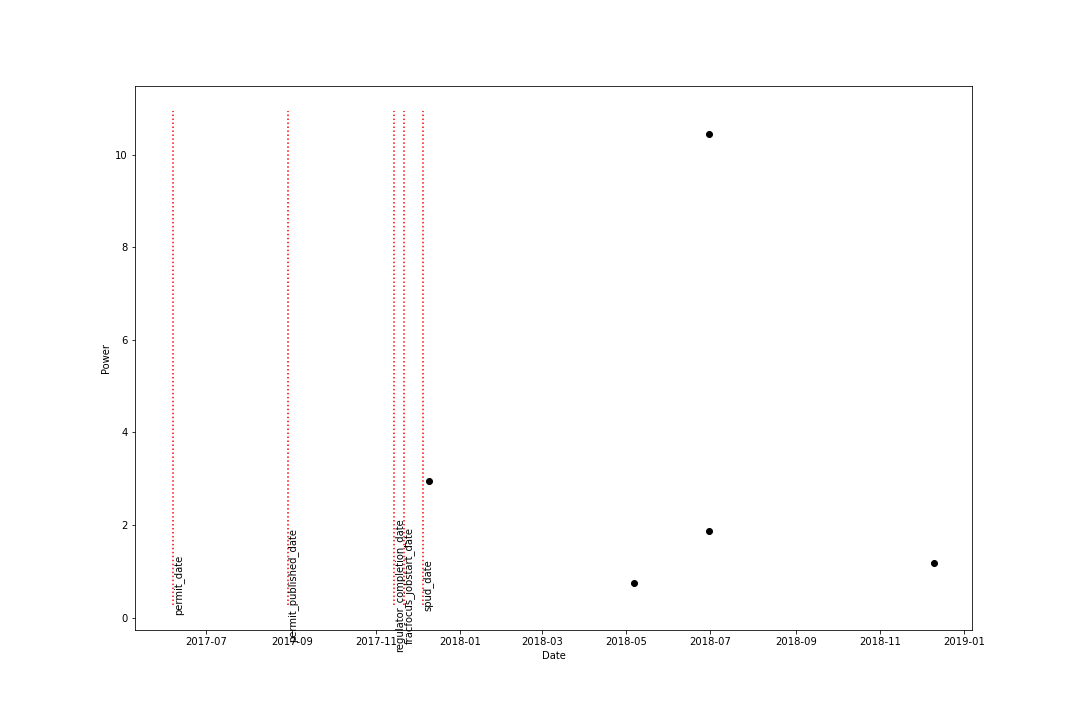 10
8
6
4
2
0
Power
permit_date
permit_published_date
regulator_completion_date
fracfocus_jobstart_date
spud_date
2017-07
2017-09
2017-11
2018-01
2018-03
2018-05
2018-07
2018-09
2018-11
2019-01
Date